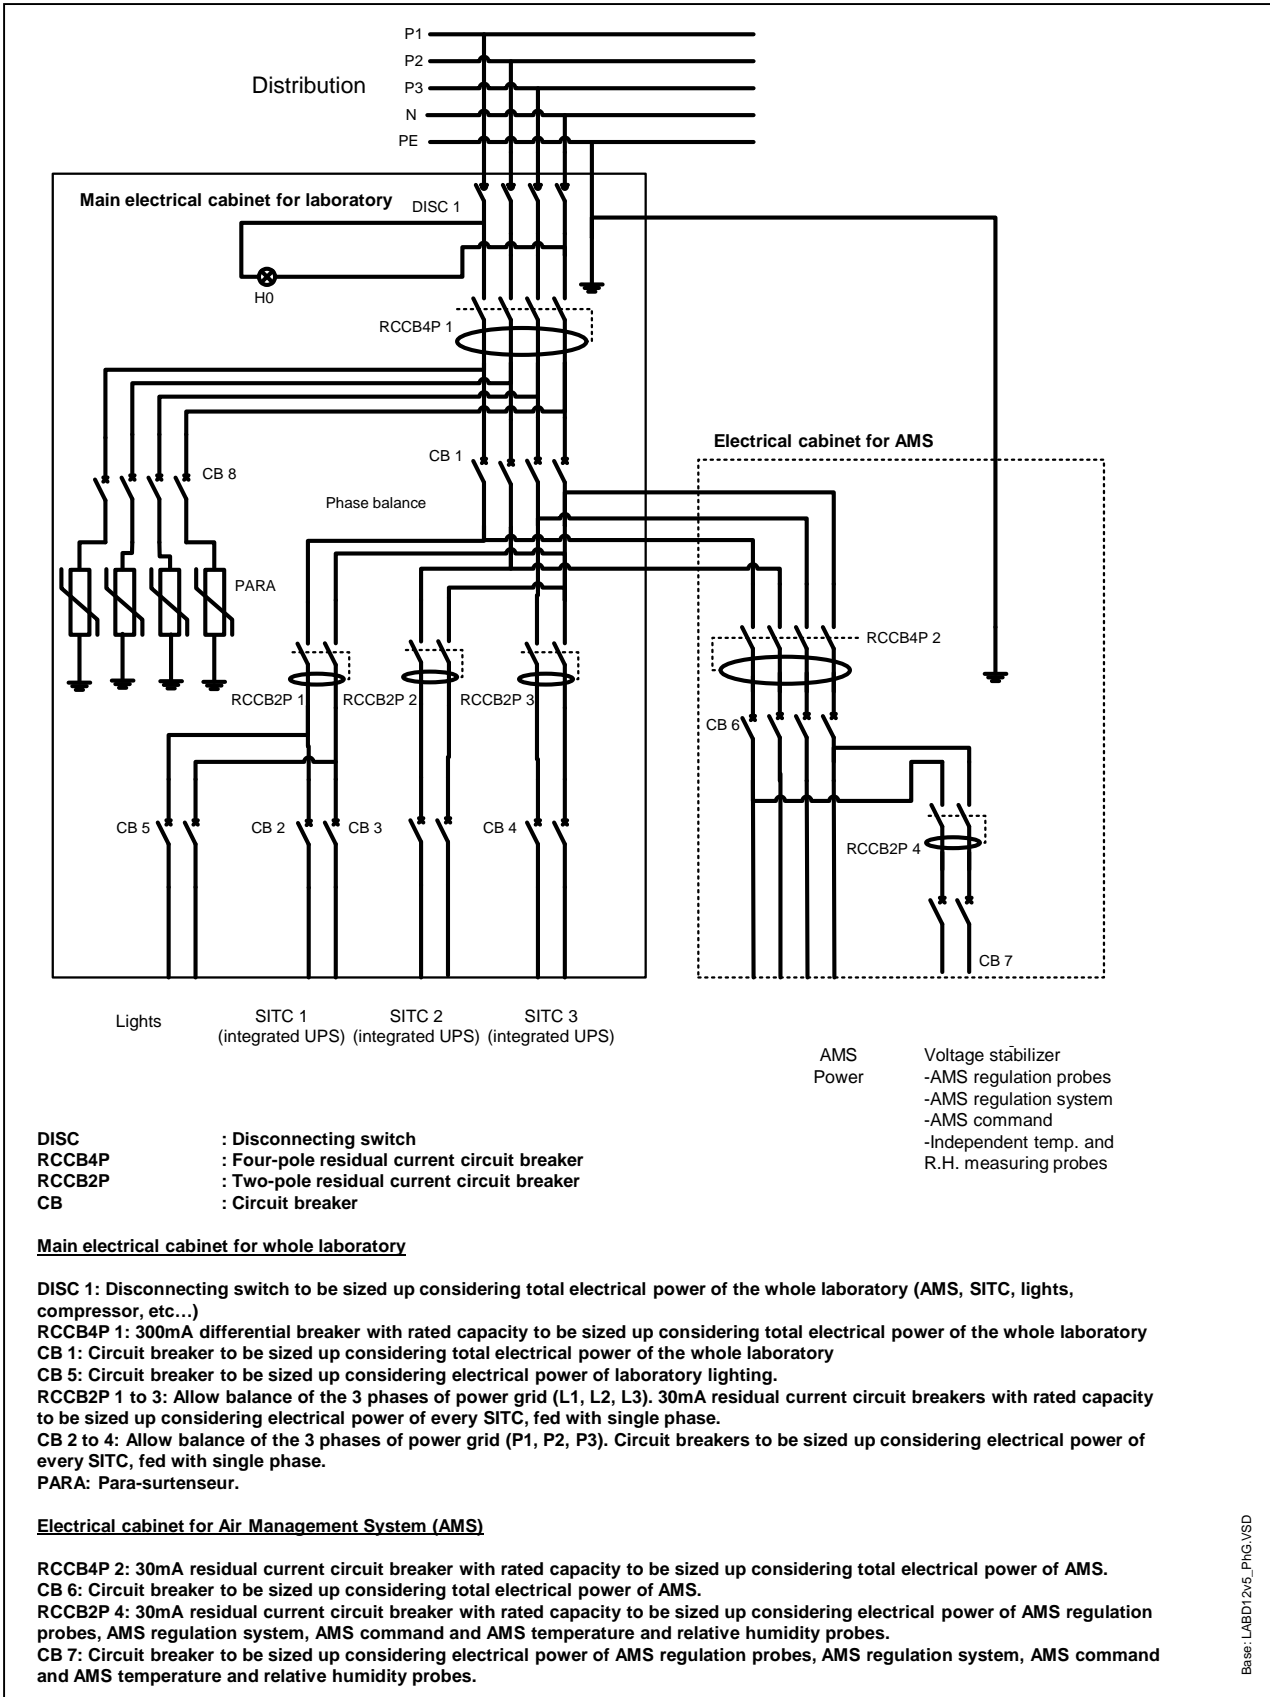 P1
P2
Distribution
P3
N
PE
Main electrical cabinet for laboratory
DISC 1
H0
RCCB4P 1
Electrical cabinet for AMS
CB 1
CB 8
Phase balance
PARA
RCCB4P 2
RCCB2P 1
RCCB2P 2
RCCB2P 3
CB 6
CB 5
CB 2
CB 3
CB 4
RCCB2P 4
CB 7
Lights
SITC 1
(integrated UPS)
SITC 2
(integrated UPS)
SITC 3
(integrated UPS)
AMS
Power
Voltage stabilizer
-AMS regulation probes
-AMS regulation system
-AMS command
-Independent temp. and
R.H. measuring probes
DISC : Disconnecting switch
RCCB4P : Four-pole residual current circuit breaker
RCCB2P : Two-pole residual current circuit breaker
CB : Circuit breaker
Main electrical cabinet for whole laboratory
DISC 1: Disconnecting switch to be sized up considering total electrical power of the whole laboratory (AMS, SITC, lights,
compressor, etc…)
RCCB4P 1: 300mA differential breaker with rated capacity to be sized up considering total electrical power of the whole laboratory
CB 1: Circuit breaker to be sized up considering total electrical power of the whole laboratory
CB 5: Circuit breaker to be sized up considering electrical power of laboratory lighting.
RCCB2P 1 to 3: Allow balance of the 3 phases of power grid (L1, L2, L3). 30mA residual current circuit breakers with rated capacity
to be sized up considering electrical power of every SITC, fed with single phase.
CB 2 to 4: Allow balance of the 3 phases of power grid (P1, P2, P3). Circuit breakers to be sized up considering electrical power of
every SITC, fed with single phase.
PARA: Para-surtenseur.
Electrical cabinet for Air Management System (AMS)
RCCB4P 2: 30mA residual current circuit breaker with rated capacity to be sized up considering total electrical power of AMS.
CB 6: Circuit breaker to be sized up considering total electrical power of AMS.
RCCB2P 4: 30mA residual current circuit breaker with rated capacity to be sized up considering electrical power of AMS regulation
probes, AMS regulation system, AMS command and AMS temperature and relative humidity probes.
CB 7: Circuit breaker to be sized up considering electrical power of AMS regulation probes, AMS regulation system, AMS command
and AMS temperature and relative humidity probes.
Base: LABD12v5_PhG.VSD